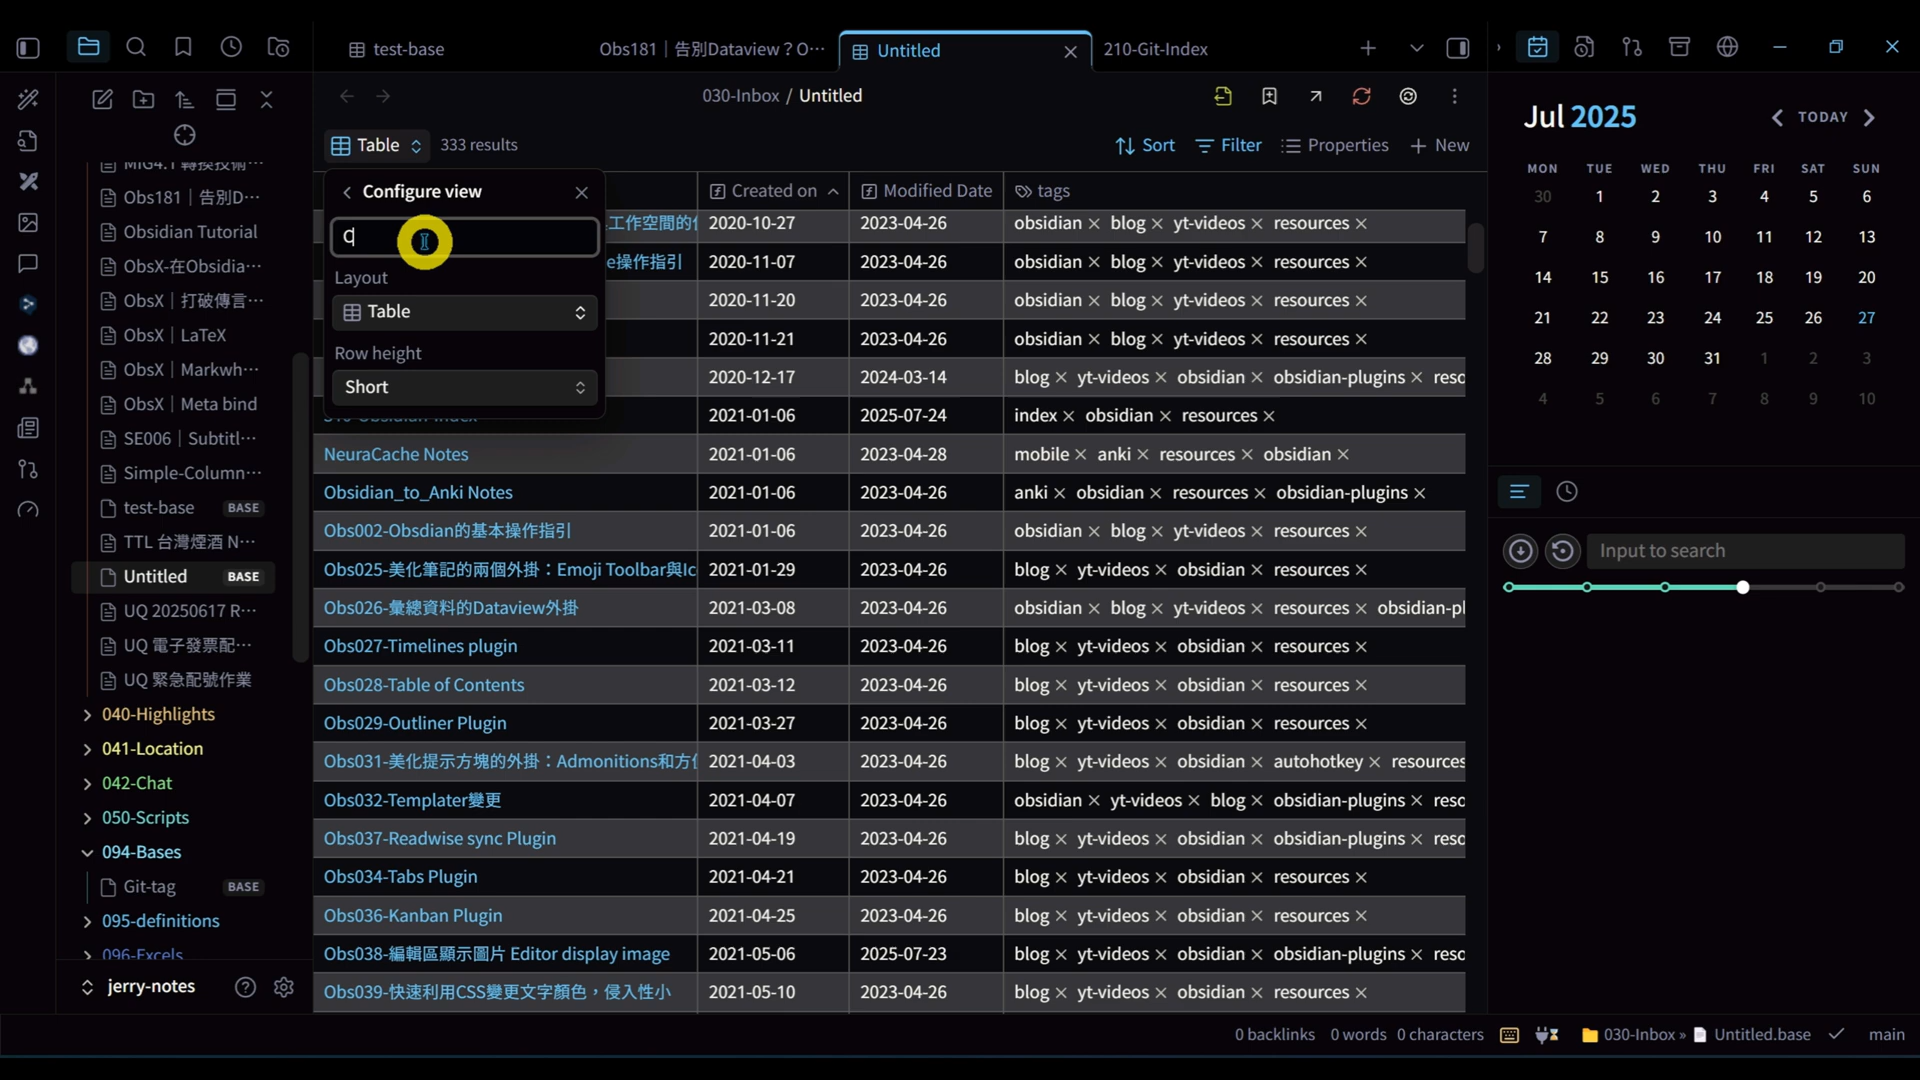 test-base
Obs181｜告別Dataview？O⋯
Untitled
210-Git-Index
030-Inbox / Untitled
Table
333 results
Sort
Filter
Properties
New
Configure view
Layout
Table
Row height
Short
Created on
Modified Date
tags
工作空間的
2020-10-27 2023-04-26 obsidian × blog × yt-videos × resources ×
e操作指引 2020-11-07 2023-04-26 obsidian × blog × yt-videos × resources ×
2020-11-20 2023-04-26 obsidian × blog × yt-videos × resources ×
2020-11-21 2023-04-26 obsidian × blog × yt-videos × resources ×
2020-12-17 2024-03-14 blog × yt-videos × obsidian × obsidian-plugins × reso
2021-01-06 2025-07-24 index × obsidian × resources ×
NeuraCache Notes 2021-01-06 2023-04-28 mobile × anki × resources × obsidian ×
Obsidian_to_Anki Notes 2021-01-06 2023-04-26 anki × obsidian × resources × obsidian-plugins ×
Obs002-Obsdian的基本操作指引 2021-01-06 2023-04-26 obsidian × blog × yt-videos × resources ×
Obs025-美化筆記的兩個外掛：Emoji Toolbar與Ic 2021-01-29 2023-04-26 blog × yt-videos × obsidian × resources ×
Obs026-彙總資料的Dataview外掛 2021-03-08 2023-04-26 obsidian × blog × yt-videos × resources × obsidian-pl
Obs027-Timelines plugin 2021-03-11 2023-04-26 blog × yt-videos × obsidian × resources ×
Obs028-Table of Contents 2021-03-12 2023-04-26 blog × yt-videos × obsidian × resources ×
Obs029-Outliner Plugin 2021-03-27 2023-04-26 blog × yt-videos × obsidian × resources ×
Obs031-美化提示方塊的外掛：Admonitions和方 2021-04-03 2023-04-26 blog × yt-videos × obsidian × autohotkey × resources
Obs032-Templater變更 2021-04-07 2023-04-26 obsidian × yt-videos × blog × obsidian-plugins × reso
Obs037-Readwise sync Plugin 2021-04-19 2023-04-26 blog × yt-videos × obsidian × obsidian-plugins × reso
Obs034-Tabs Plugin 2021-04-21 2023-04-26 blog × yt-videos × obsidian × resources ×
Obs036-Kanban Plugin 2021-04-25 2023-04-26 blog × yt-videos × obsidian × resources ×
Obs038-編輯區顯示圖片 Editor display image 2021-05-06 2025-07-23 blog × yt-videos × obsidian × obsidian-plugins × reso
Obs039-快速利用CSS變更文字顏色，侵入性小 2021-05-10 2023-04-26 blog × yt-videos × obsidian × resources ×
MIG4.1 轉換技術⋯
Obs181｜告別D⋯
Obsidian Tutorial
ObsX-在Obsidia⋯
ObsX｜打破傳言⋯
ObsX｜LaTeX
ObsX｜Markwh⋯
ObsX｜Meta bind
SE006｜Subtitl⋯
Simple-Column⋯
test-base BASE
TTL 台灣煙酒 N⋯
Untitled BASE
UQ 20250617 R⋯
UQ 電子發票配⋯
UQ 緊急配號作業
040-Highlights
041-Location
042-Chat
050-Scripts
094-Bases
Git-tag BASE
095-definitions
096-Excels
jerry-notes
Jul 2025
TODAY
MON TUE WED THU FRI SAT SUN
30 1 2 3 4 5 6
7 8 9 10 11 12 13
14 15 16 17 18 19 20
21 22 23 24 25 26 27
28 29 30 31 1 2 3
4 5 6 7 8 9 10
Input to search
0 backlinks 0 words 0 characters 030-Inbox » Untitled.base main